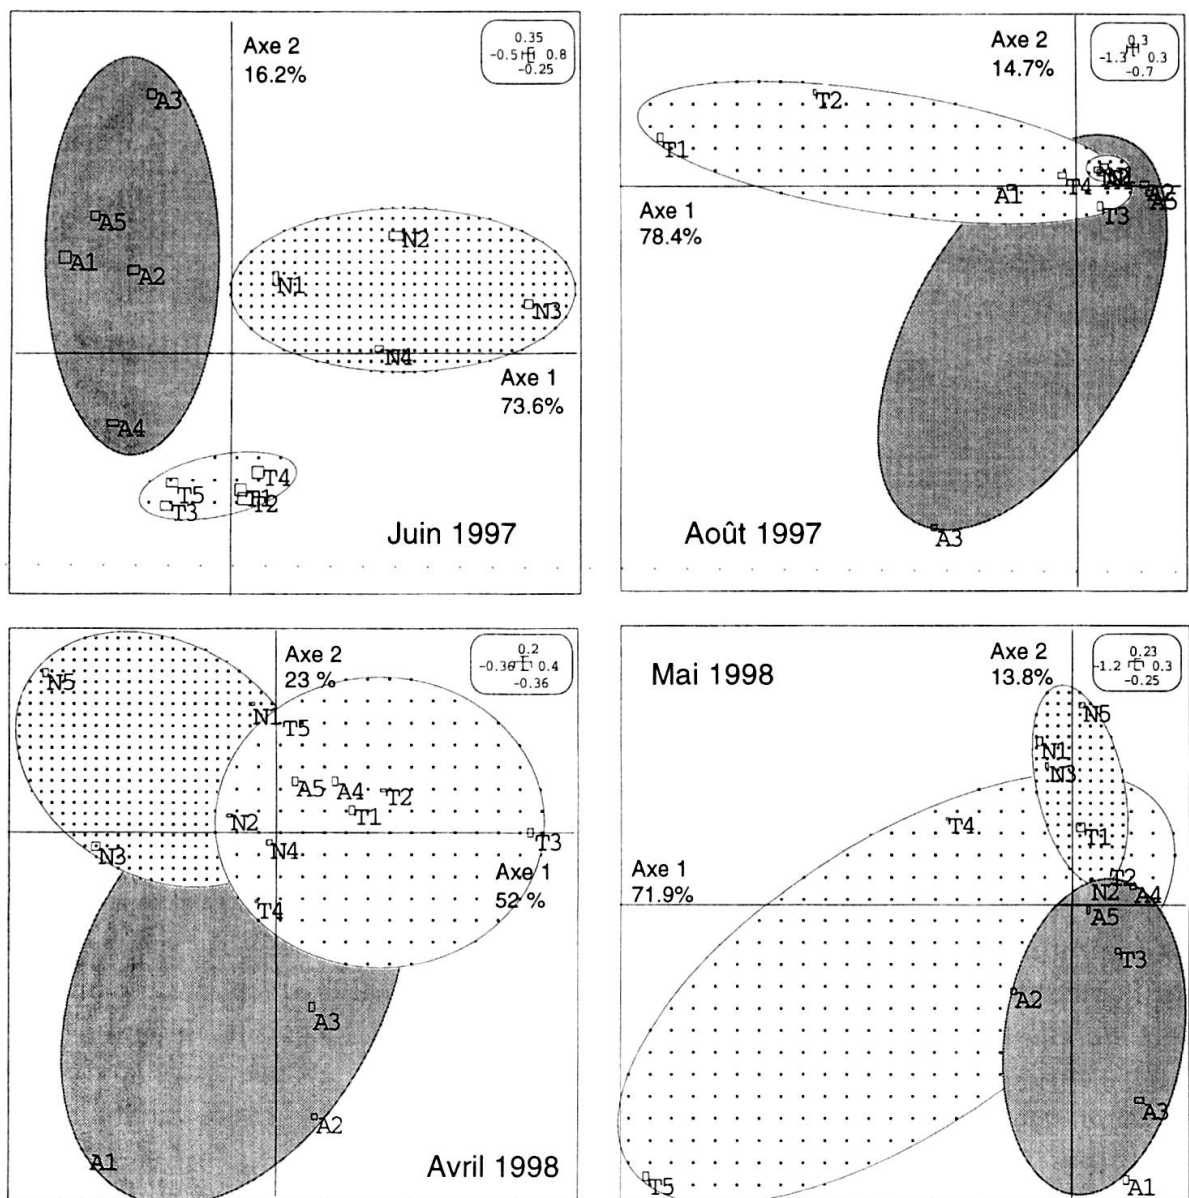 Axe 2
16.2%
0.35
-0.5 0.8
-0.25
A3
A5
A1
A2
A4
N2
N1
N3
N4
Axe 1
73.6%
T4
T5
T1
T2
T3
Juin 1997
Axe 2
14.7%
0.3
-1.3 0.3
-0.7
T2
T1
T4
A1
A2
A5
T3
Axe 1
78.4%
A3
Août 1997
Axe 2
23 %
0.2
-0.36 0.4
-0.36
N5
N1
T5
A5
A4
T2
T1
N2
N4
T3
N3
Axe 1
52 %
T4
A3
A2
A1
Avril 1998
Mai 1998
Axe 2
13.8%
0.23
-1.2 0.3
-0.25
N5
N1
N3
T4
T1
Axe 1
71.9%
T2
N2
A4
A5
T3
A2
A3
T5
A1